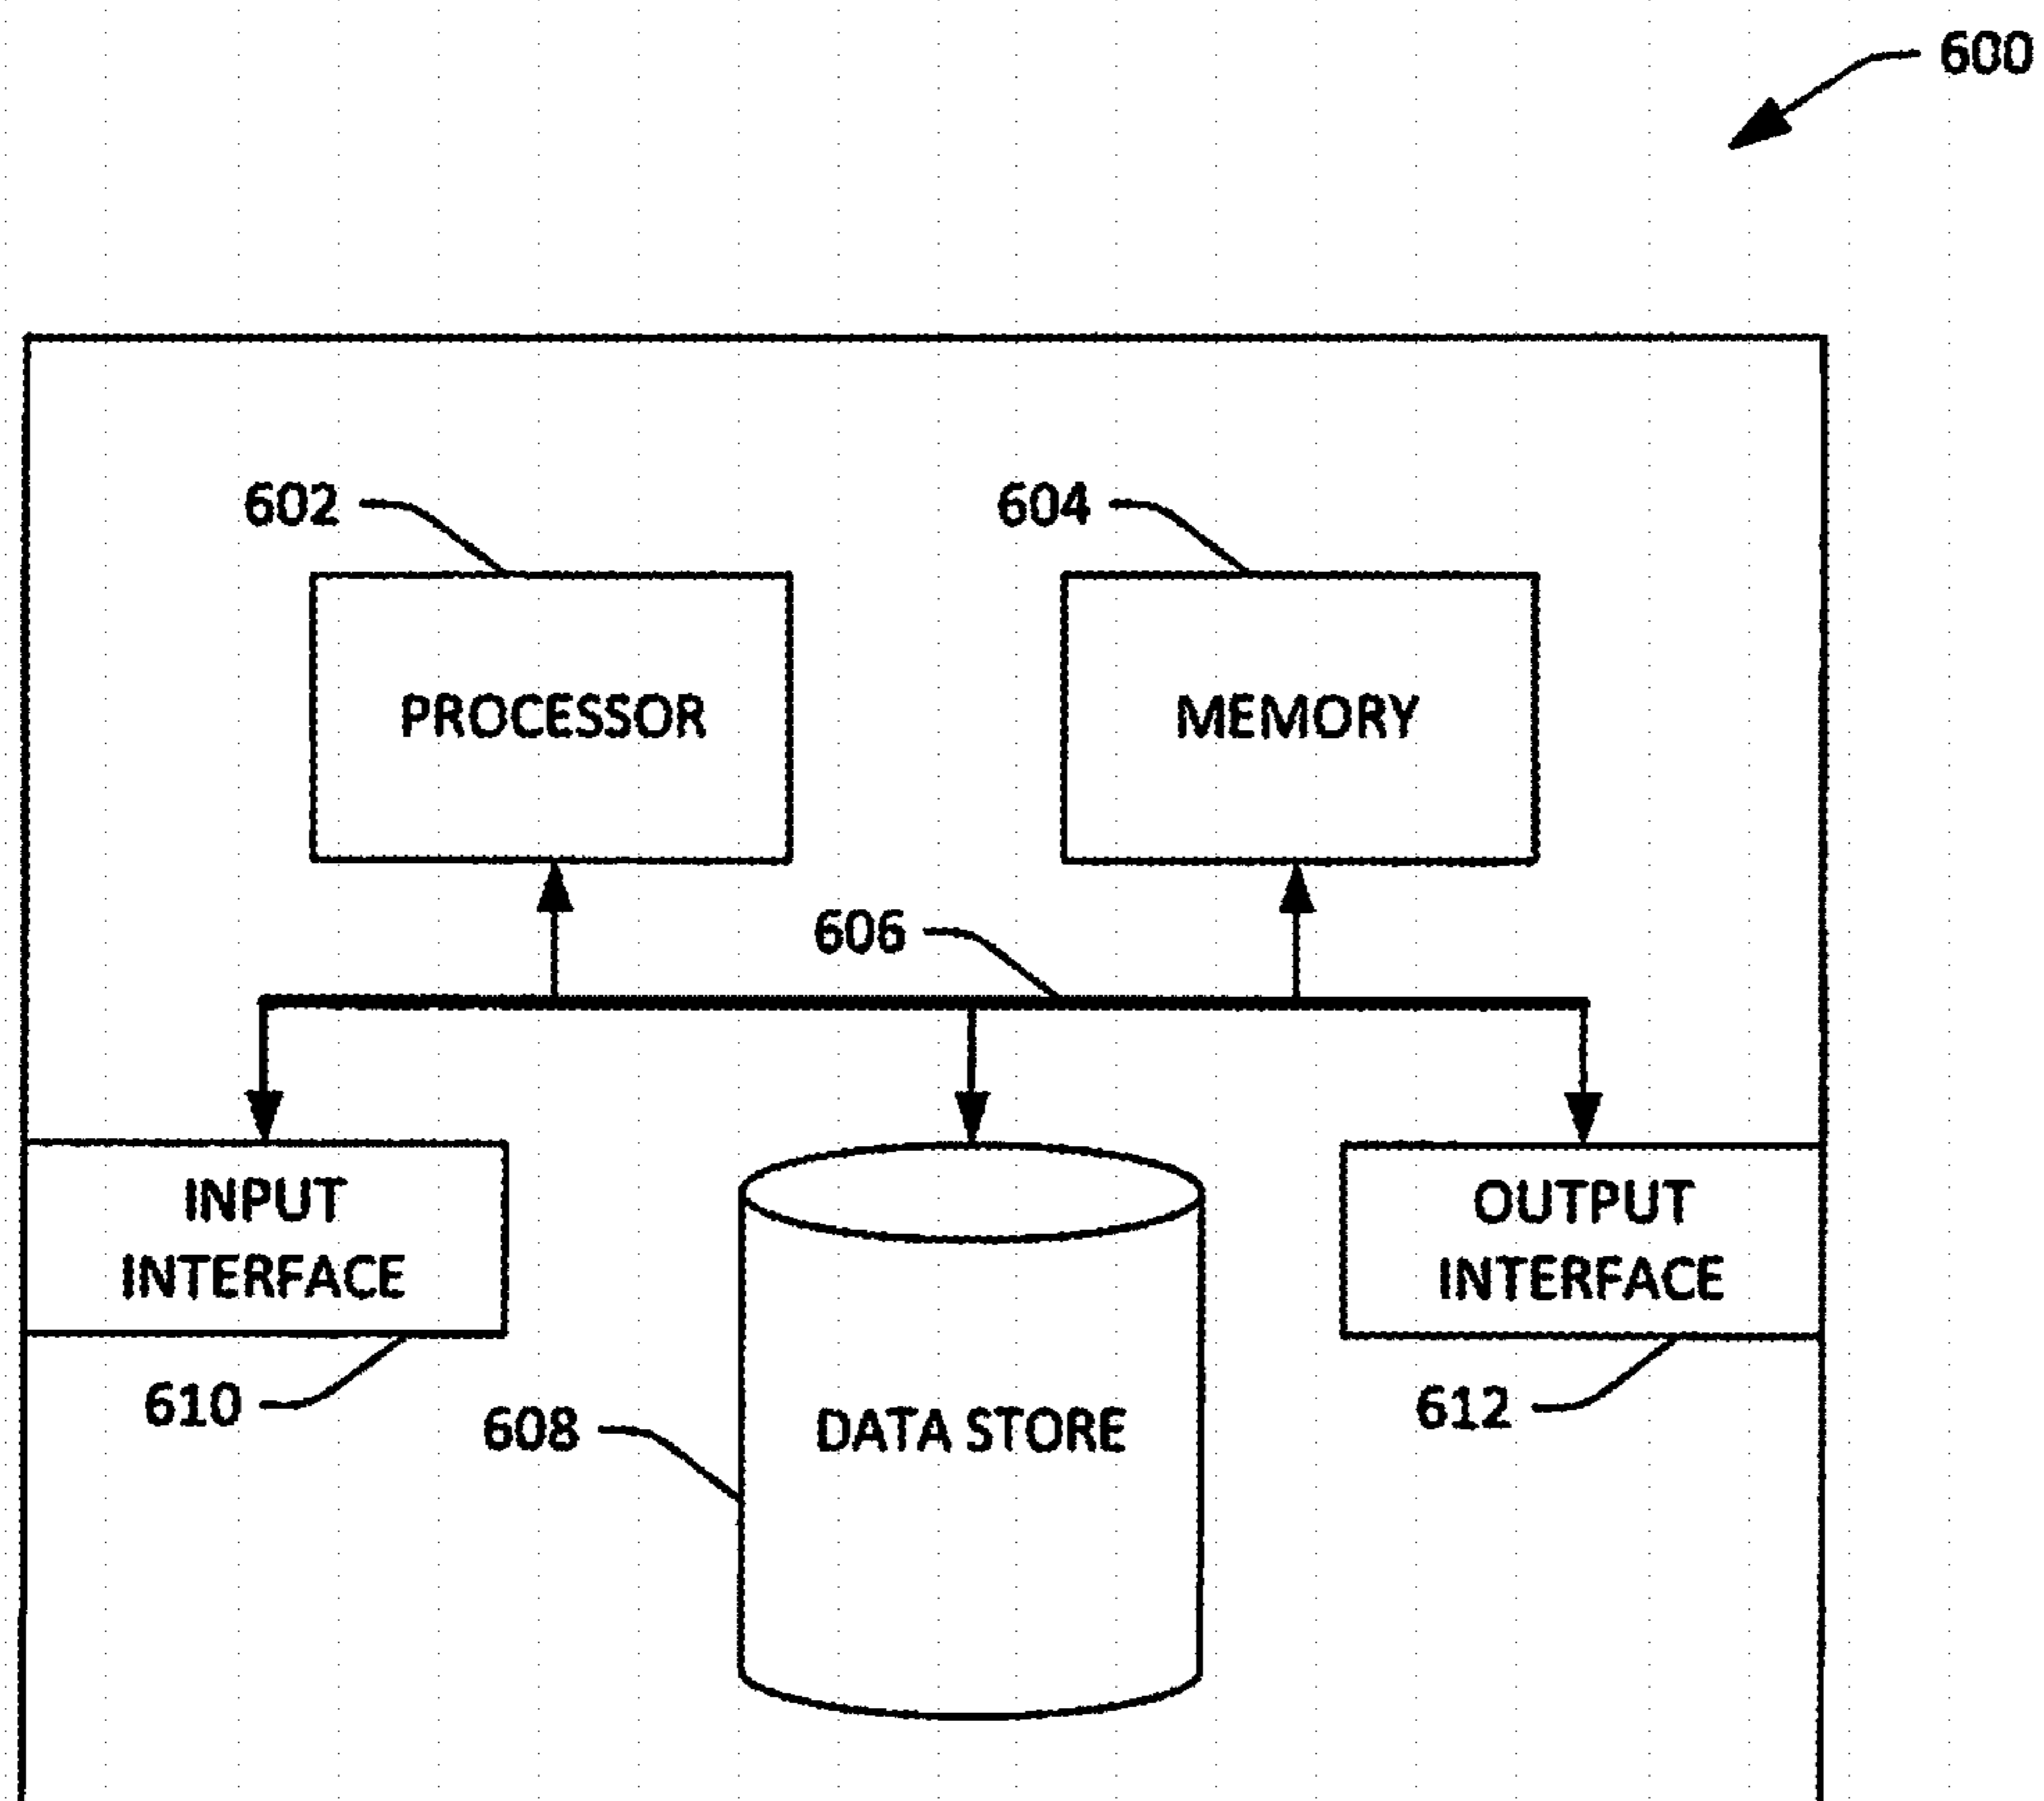 600
602
604
PROCESSOR
MEMORY
606
INPUT
INTERFACE
OUTPUT
INTERFACE
610
608
DATA STORE
612